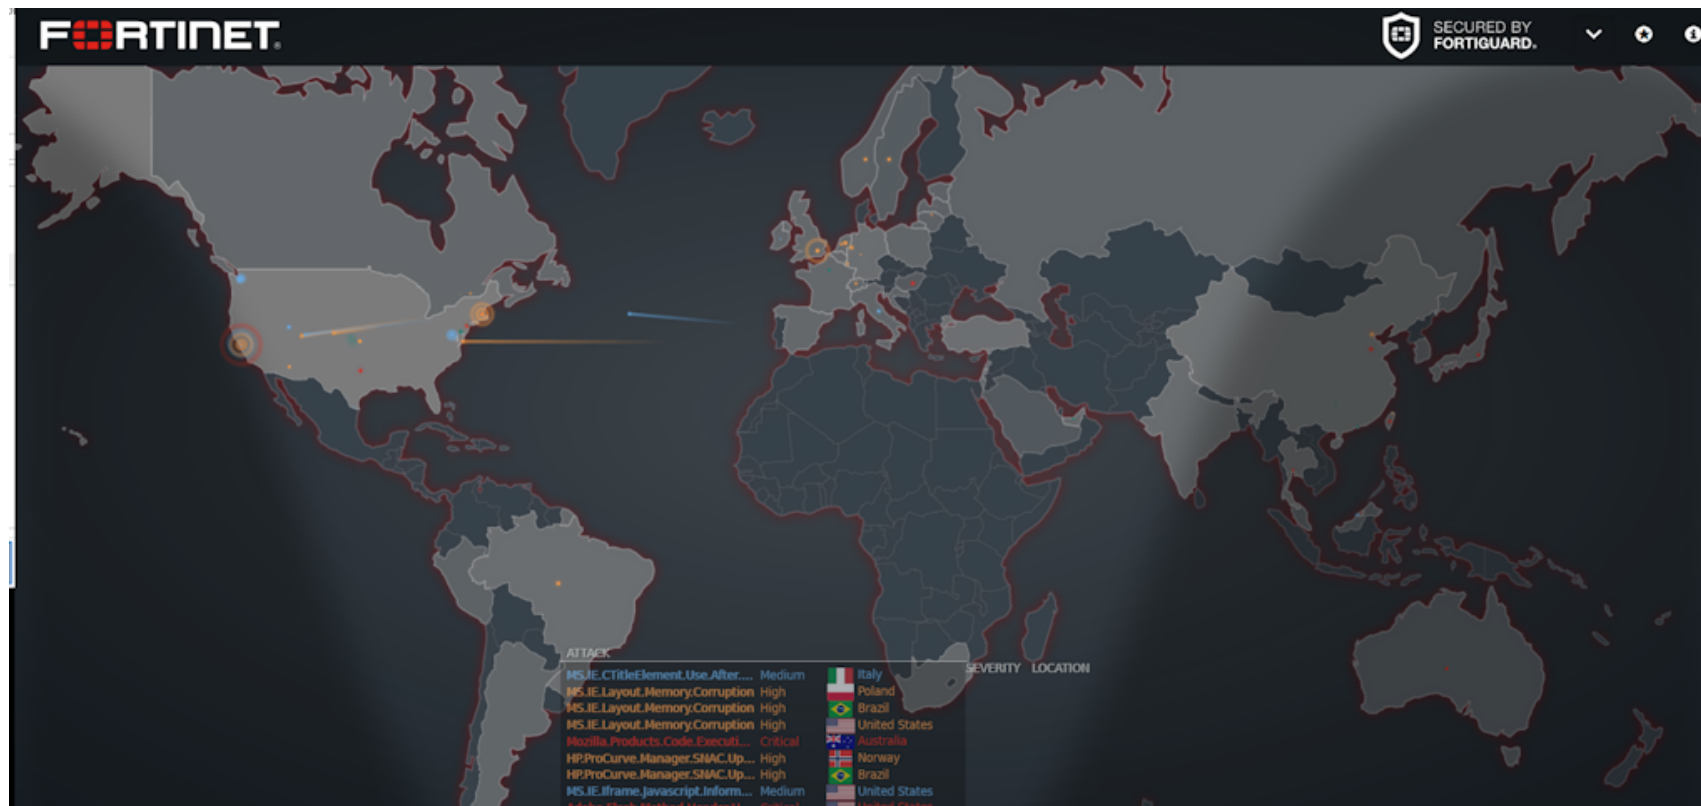 FORTINET
SECURED BY
FORTIGUARD
ATTACK SEVERITY LOCATION
MS.IE.CTitleElement.Use.After.... Medium Italy
MS.IE.Layout.Memory.Corruption High Poland
MS.IE.Layout.Memory.Corruption High Brazil
MS.IE.Layout.Memory.Corruption High United States
Mozilla.Products.Code.Executi... Critical Australia
HP.ProCurve.Manager.SNAC.Up... High Norway
HP.ProCurve.Manager.SNAC.Up... High Brazil
MS.IE.Iframe.Javascript.Inform... Medium United States